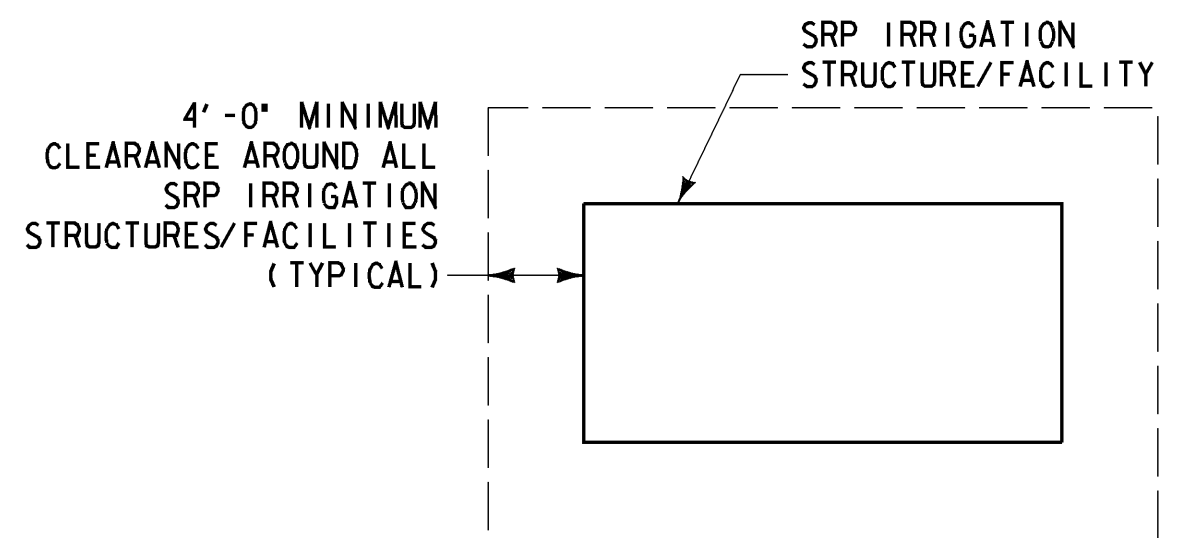 SRP IRRIGATION
STRUCTURE/FACILITY
4'-0" MINIMUM
CLEARANCE AROUND ALL
SRP IRRIGATION
STRUCTURES/FACILITIES
(TYPICAL)